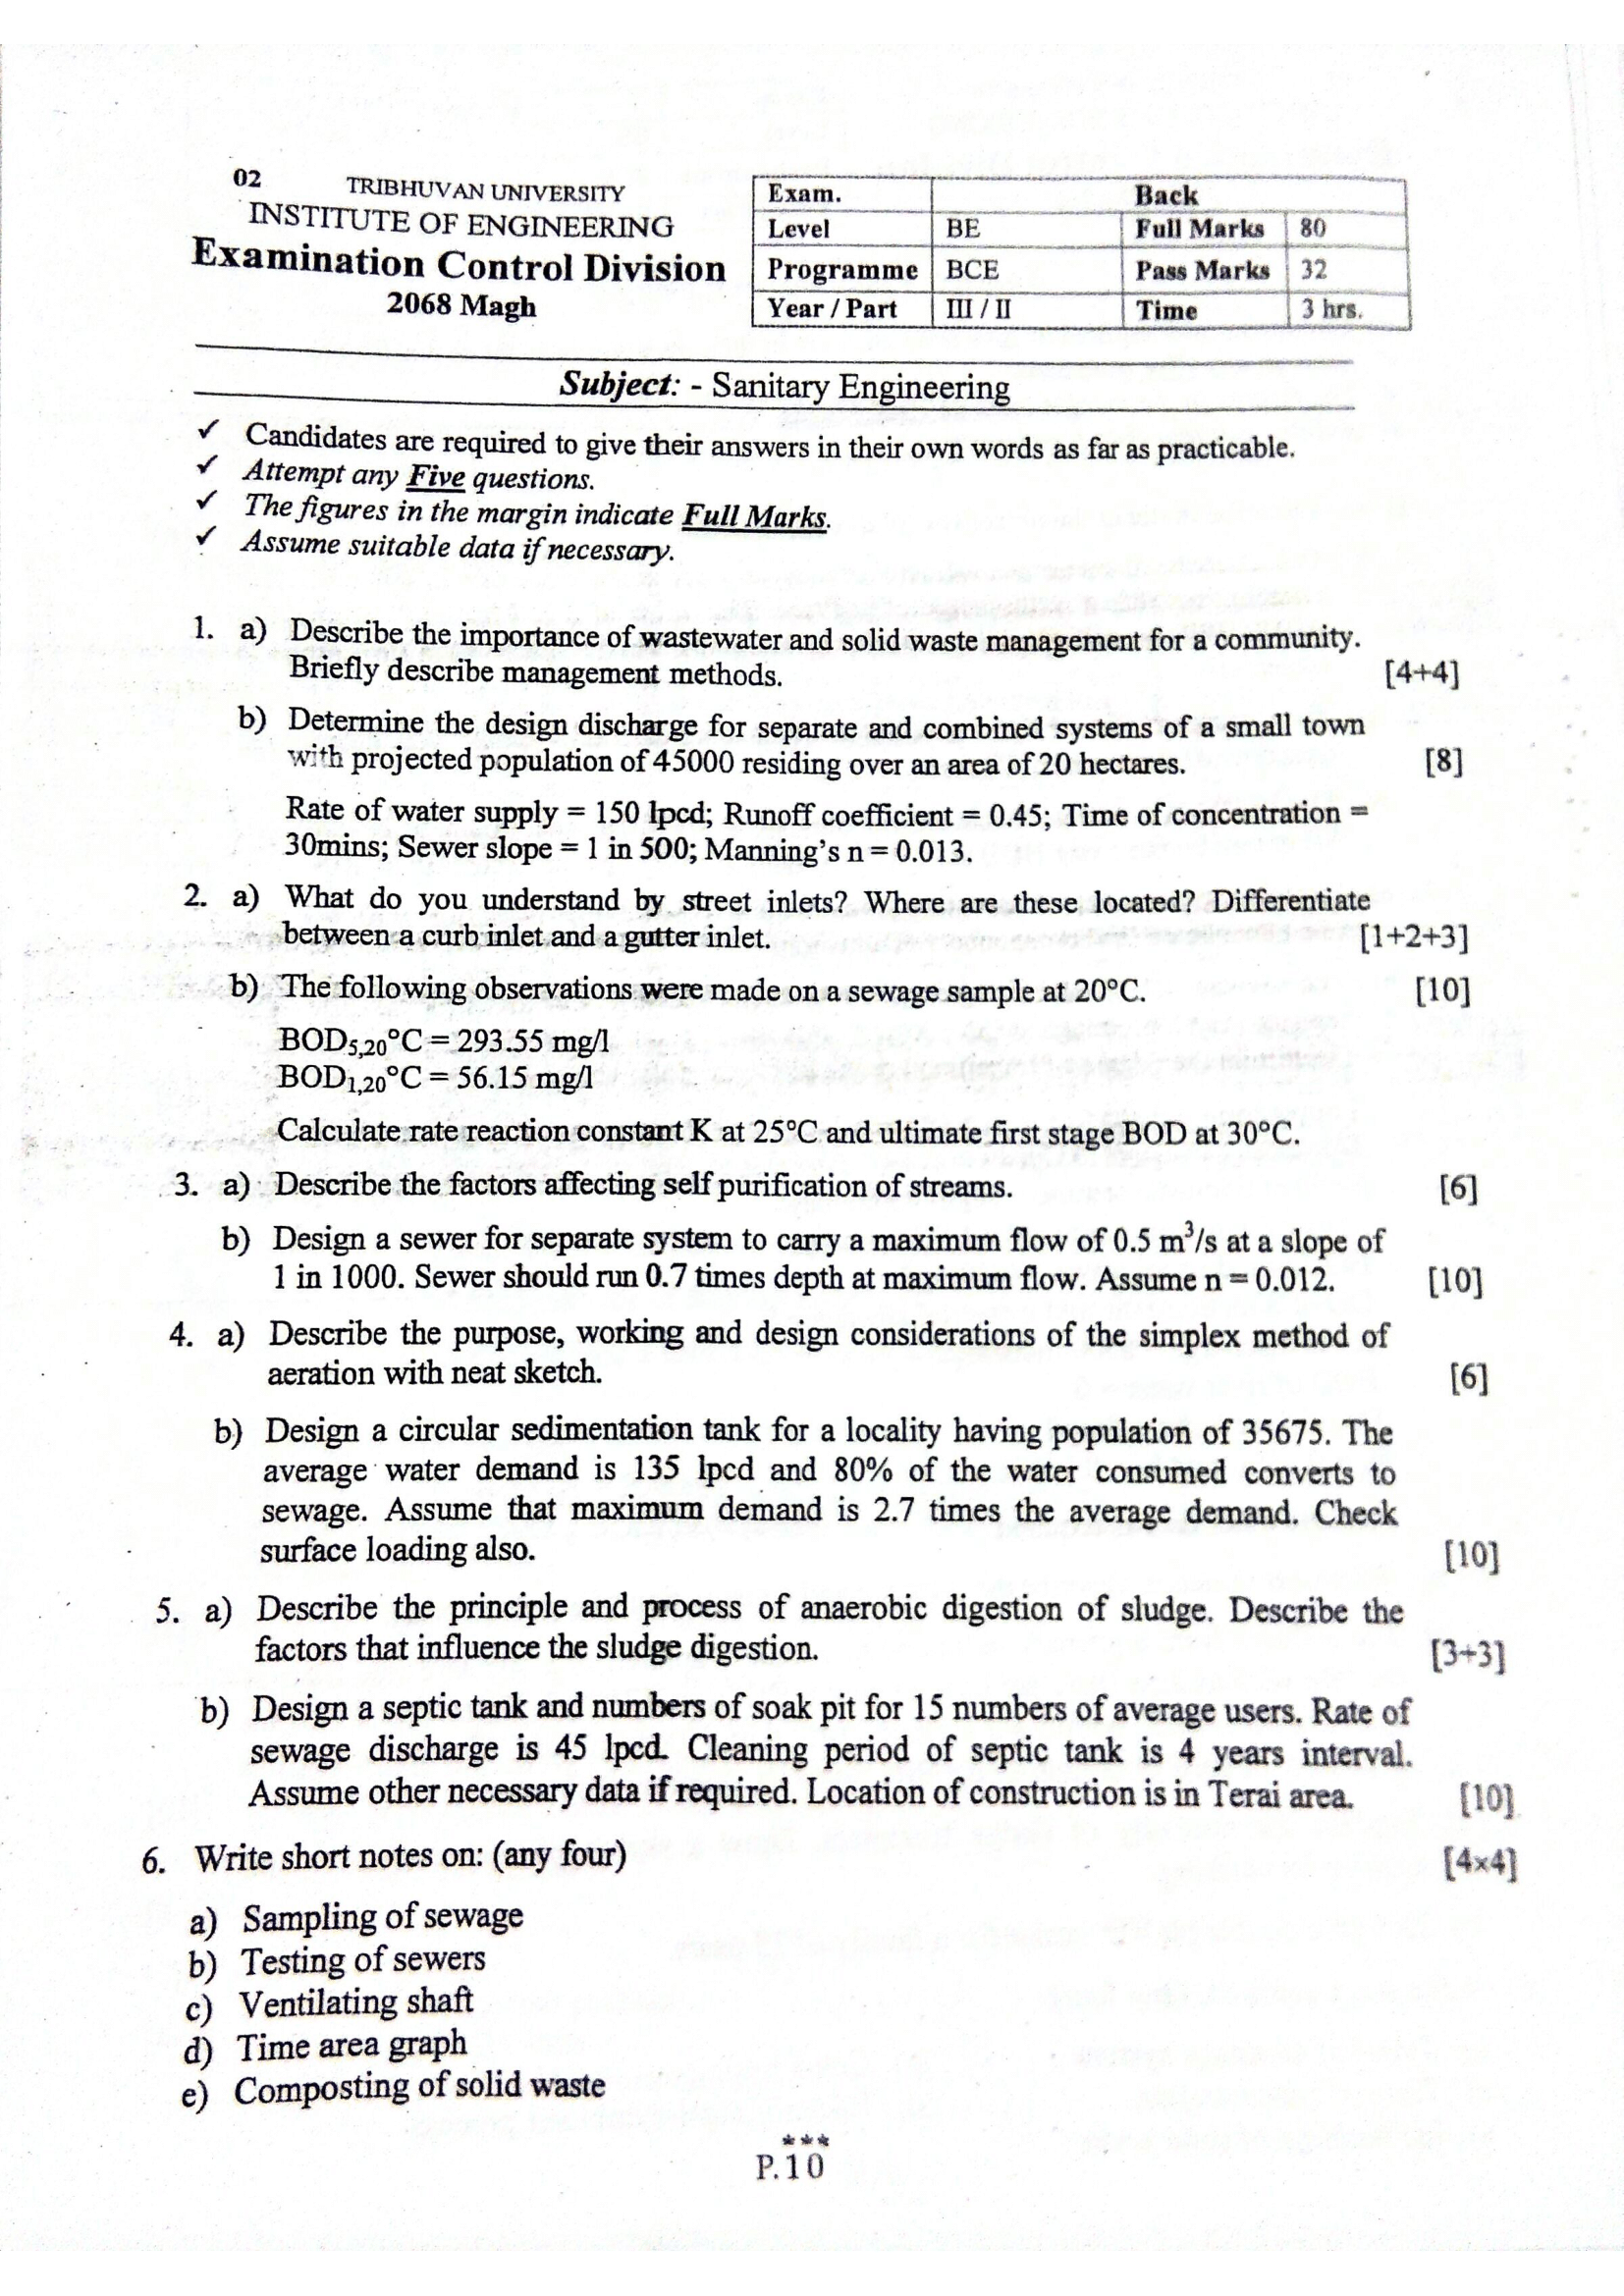 02
TRIBHUVAN UNIVERSITY
INSTITUTE OF ENGINEERING
Examination Control Division
2068 Magh
Exam. Back
Level BE Full Marks 80
Programme BCE Pass Marks 32
Year / Part III / II Time 3 hrs.
Subject: - Sanitary Engineering
✓ Candidates are required to give their answers in their own words as far as practicable.
✓ Attempt any Five questions.
✓ The figures in the margin indicate Full Marks.
✓ Assume suitable data if necessary.
1. a) Describe the importance of wastewater and solid waste management for a community.
Briefly describe management methods. [4+4]
b) Determine the design discharge for separate and combined systems of a small town
with projected population of 45000 residing over an area of 20 hectares. [8]
Rate of water supply = 150 lpcd; Runoff coefficient = 0.45; Time of concentration =
30mins; Sewer slope = 1 in 500; Manning's n = 0.013.
2. a) What do you understand by street inlets? Where are these located? Differentiate
between a curb inlet and a gutter inlet. [1+2+3]
b) The following observations were made on a sewage sample at 20°C. [10]
BOD₅,₂₀°C = 293.55 mg/l
BOD₁,₂₀°C = 56.15 mg/l
Calculate rate reaction constant K at 25°C and ultimate first stage BOD at 30°C.
3. a) Describe the factors affecting self purification of streams. [6]
b) Design a sewer for separate system to carry a maximum flow of 0.5 m³/s at a slope of
1 in 1000. Sewer should run 0.7 times depth at maximum flow. Assume n = 0.012. [10]
4. a) Describe the purpose, working and design considerations of the simplex method of
aeration with neat sketch. [6]
b) Design a circular sedimentation tank for a locality having population of 35675. The
average water demand is 135 lpcd and 80% of the water consumed converts to
sewage. Assume that maximum demand is 2.7 times the average demand. Check
surface loading also. [10]
5. a) Describe the principle and process of anaerobic digestion of sludge. Describe the
factors that influence the sludge digestion. [3+3]
b) Design a septic tank and numbers of soak pit for 15 numbers of average users. Rate of
sewage discharge is 45 lpcd. Cleaning period of septic tank is 4 years interval.
Assume other necessary data if required. Location of construction is in Terai area. [10]
6. Write short notes on: (any four) [4×4]
a) Sampling of sewage
b) Testing of sewers
c) Ventilating shaft
d) Time area graph
e) Composting of solid waste
***
P.10